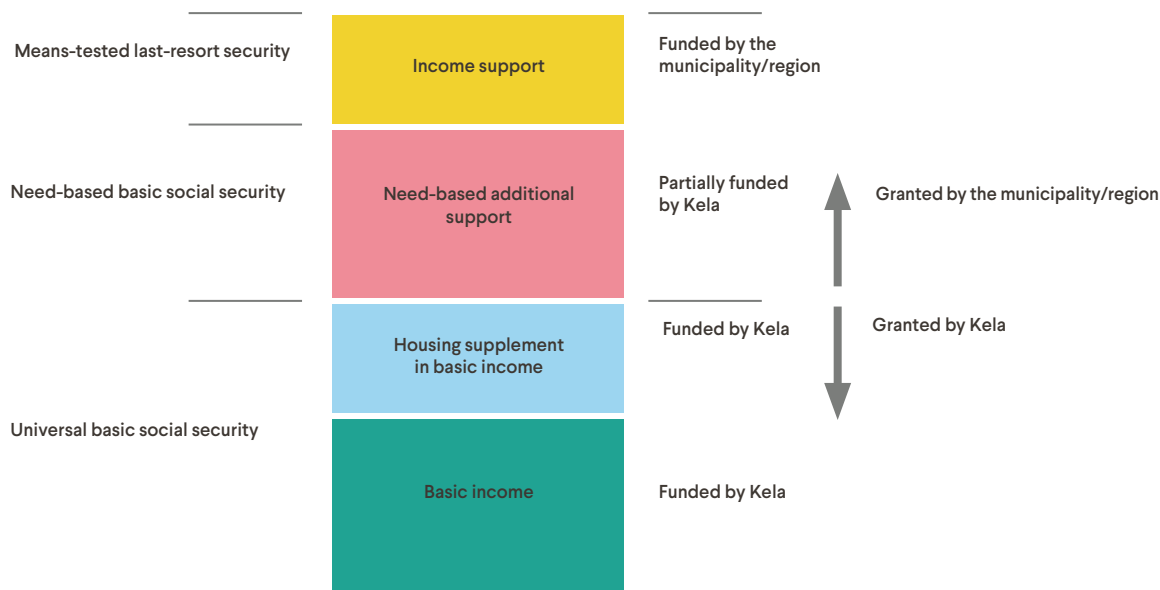 Means-tested last-resort security
Income support
Funded by the
municipality/region
Need-based basic social security
Need-based additional
support
Partially funded
by Kela
Granted by the municipality/region
Housing supplement
in basic income
Funded by Kela
Granted by Kela
Universal basic social security
Basic income
Funded by Kela